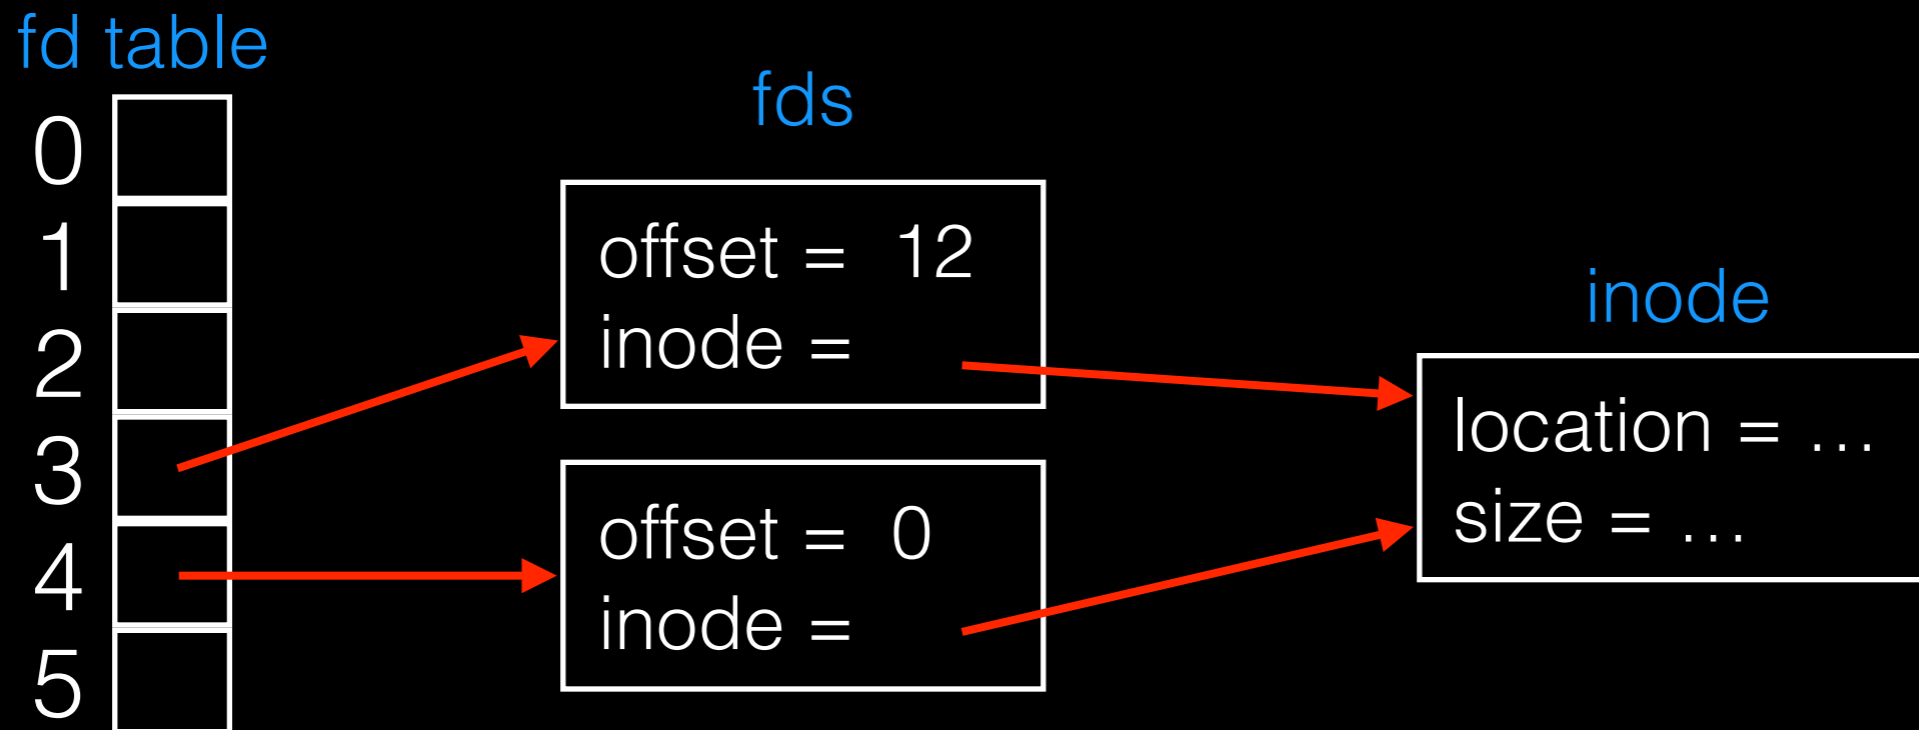 fd table
0
1
2
3
4
5
fds
offset = 12
inode =
offset = 0
inode =
inode
location = ...
size = ...